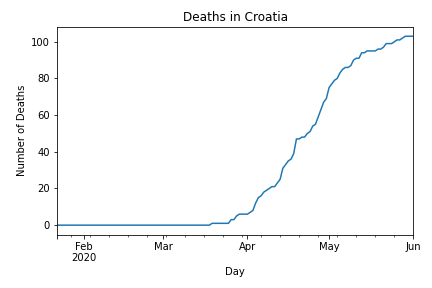 Deaths in Croatia
Number of Deaths
100
80
60
40
20
0
Feb
2020
Mar
Apr
May
Jun
Day